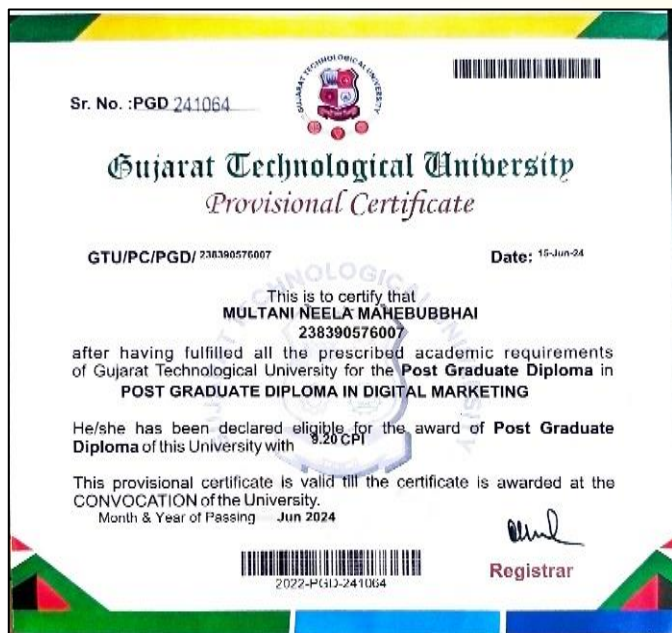 GUJARAT TECHNOLOGICAL UNIVERSITY
Sr. No. :PGD 241064
Gujarat Technological University
Provisional Certificate
GTU/PC/PGD/ 238390576007 Date: 15-Jun-24
This is to certify that
MULTANI NEELA MAHEBUBBHAI
238390576007
after having fulfilled all the prescribed academic requirements
of Gujarat Technological University for the Post Graduate Diploma in
POST GRADUATE DIPLOMA IN DIGITAL MARKETING
He/she has been declared eligible for the award of Post Graduate
Diploma of this University with 9.20 CPI
This provisional certificate is valid till the certificate is awarded at the
CONVOCATION of the University.
Month & Year of Passing Jun 2024
Registrar
2022-PGD-241064